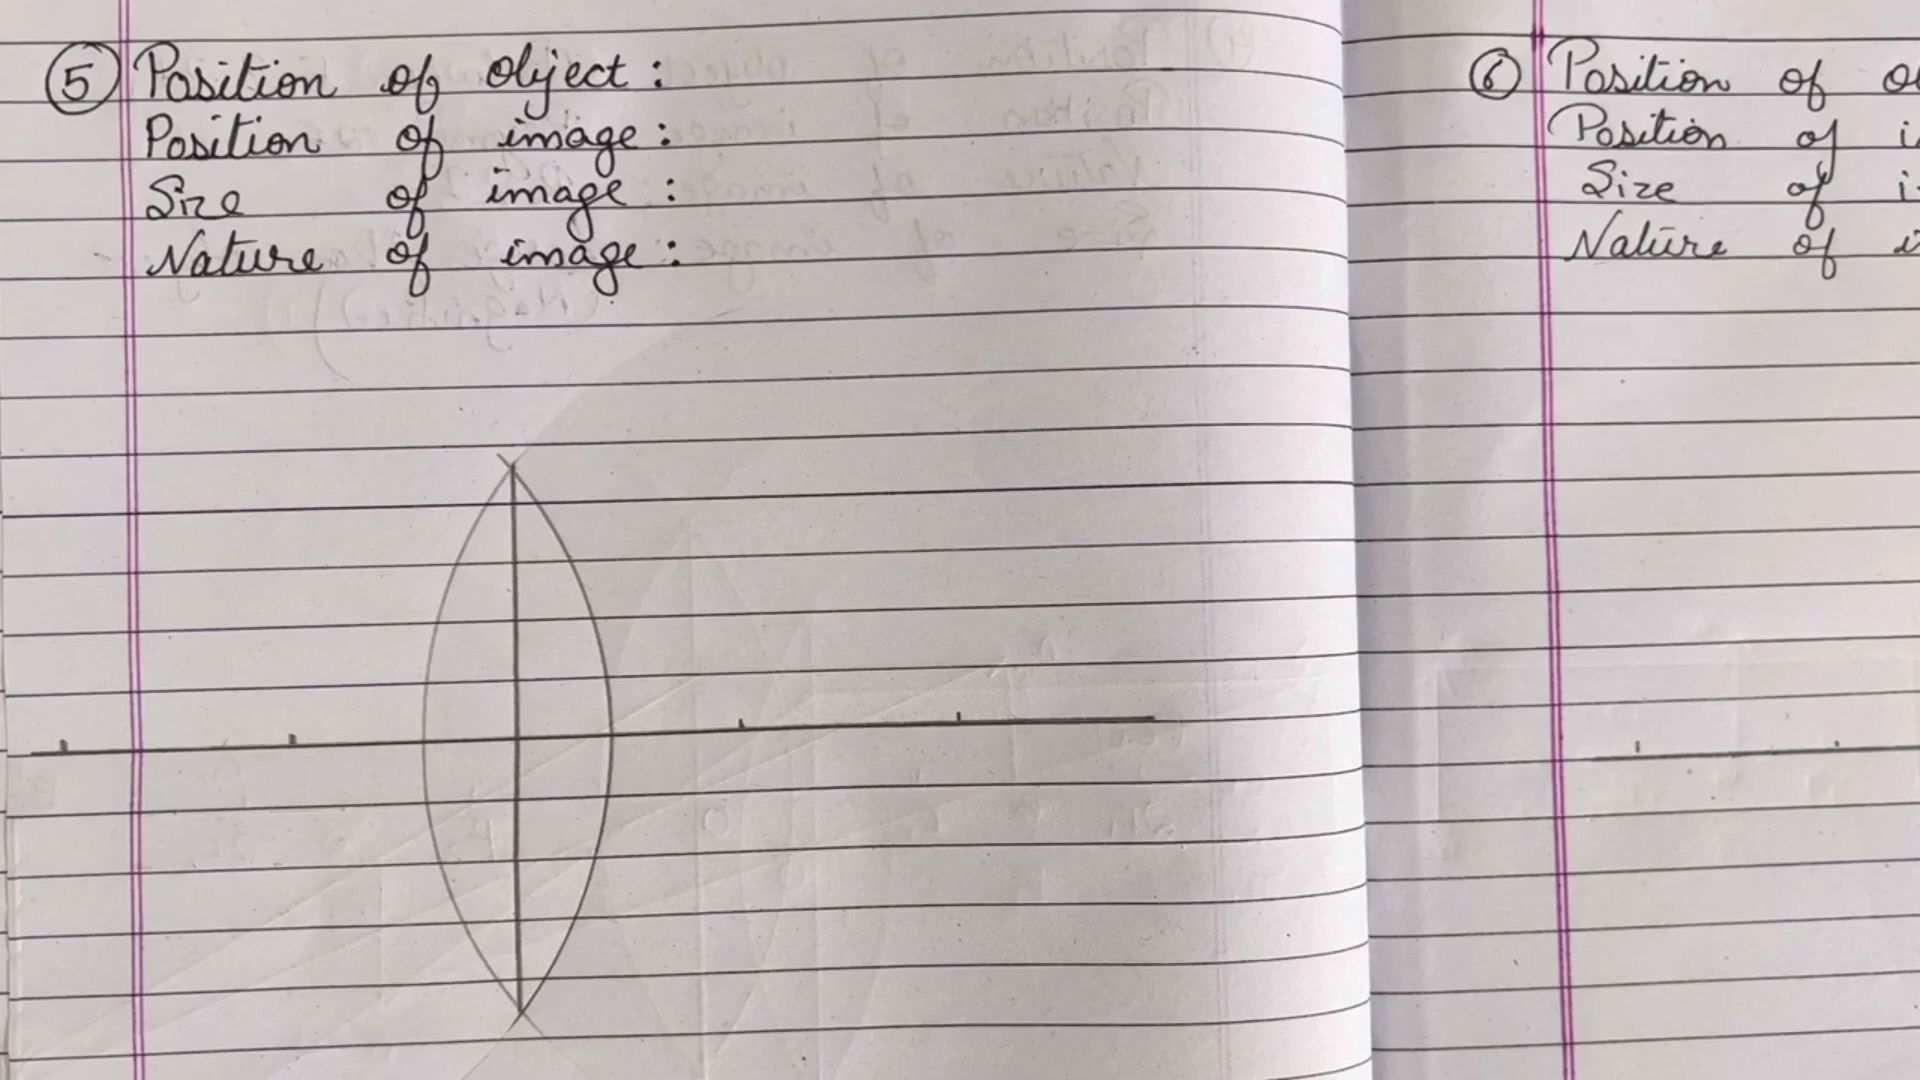 5 Position of object :
Position of image :
Size of image :
Nature of image :
6 Position of
Position of
Size of
Nature of